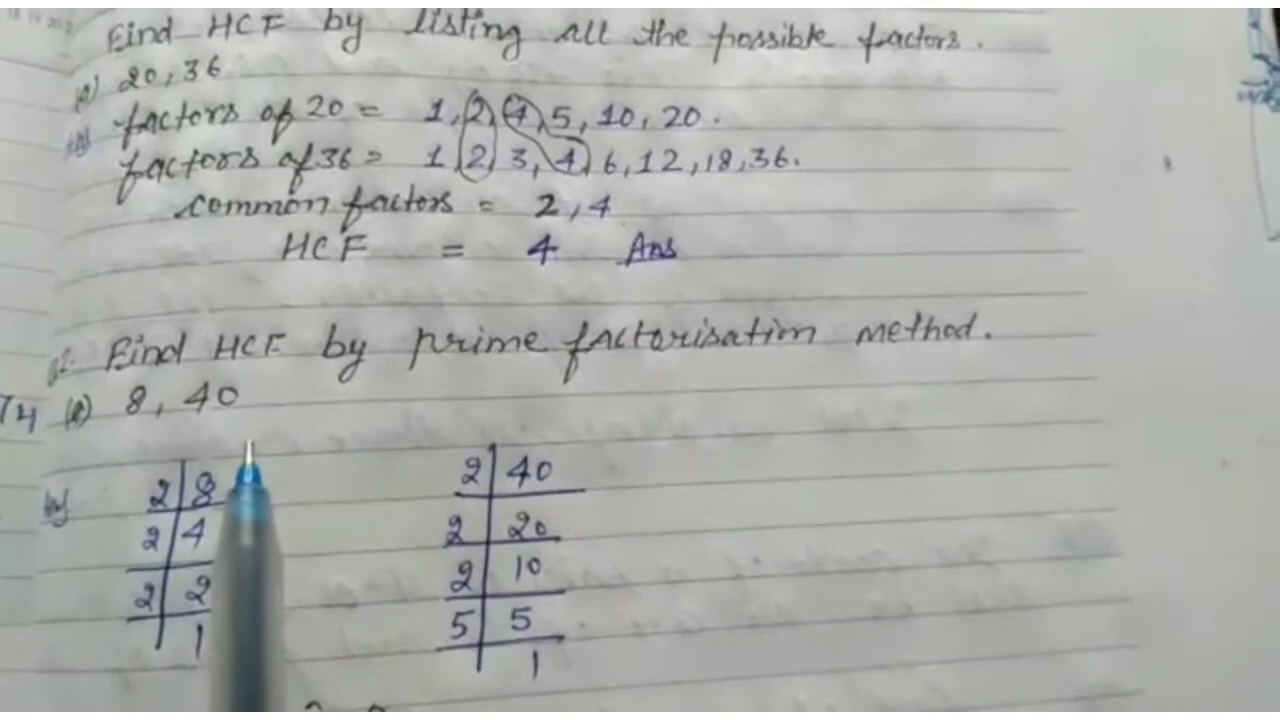 Find HCF by listing all the possible factors.
(a) 20, 36
factors of 20 = 1, 2, 4, 5, 10, 20.
factors of 36 = 1, 2, 3, 4, 6, 12, 18, 36.
common factors = 2, 4
HCF = 4 Ans
Q2. Find HCF by prime factorisation method.
(a) 8, 40
2 | 8
2 | 4
2 | 2
1
2 | 40
2 | 20
2 | 10
5 | 5
1